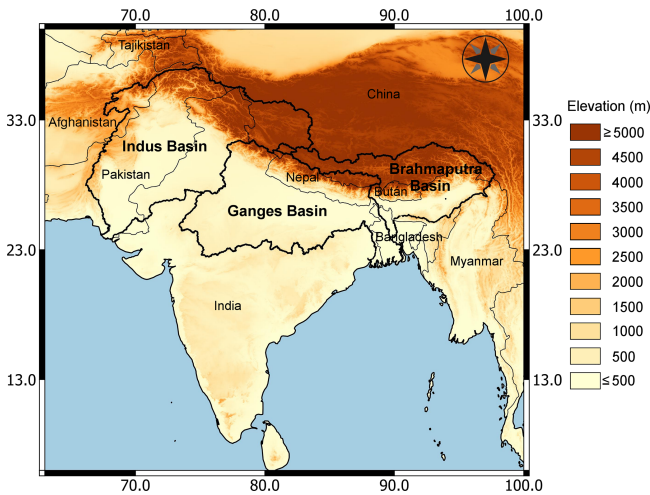 70.0 80.0 90.0 100.0
Tajikistan
China
Elevation (m)
33.0
Afghanistan
33.0
≥5000
Indus Basin
4500
Pakistan
Nepal
Brahmaputra
Basin
Butan
4000
Ganges Basin
3500
23.0
Bangladesh
23.0
3000
Myanmar
2500
India
2000
1500
1000
500
13.0
13.0
≤500
70.0 80.0 90.0 100.0